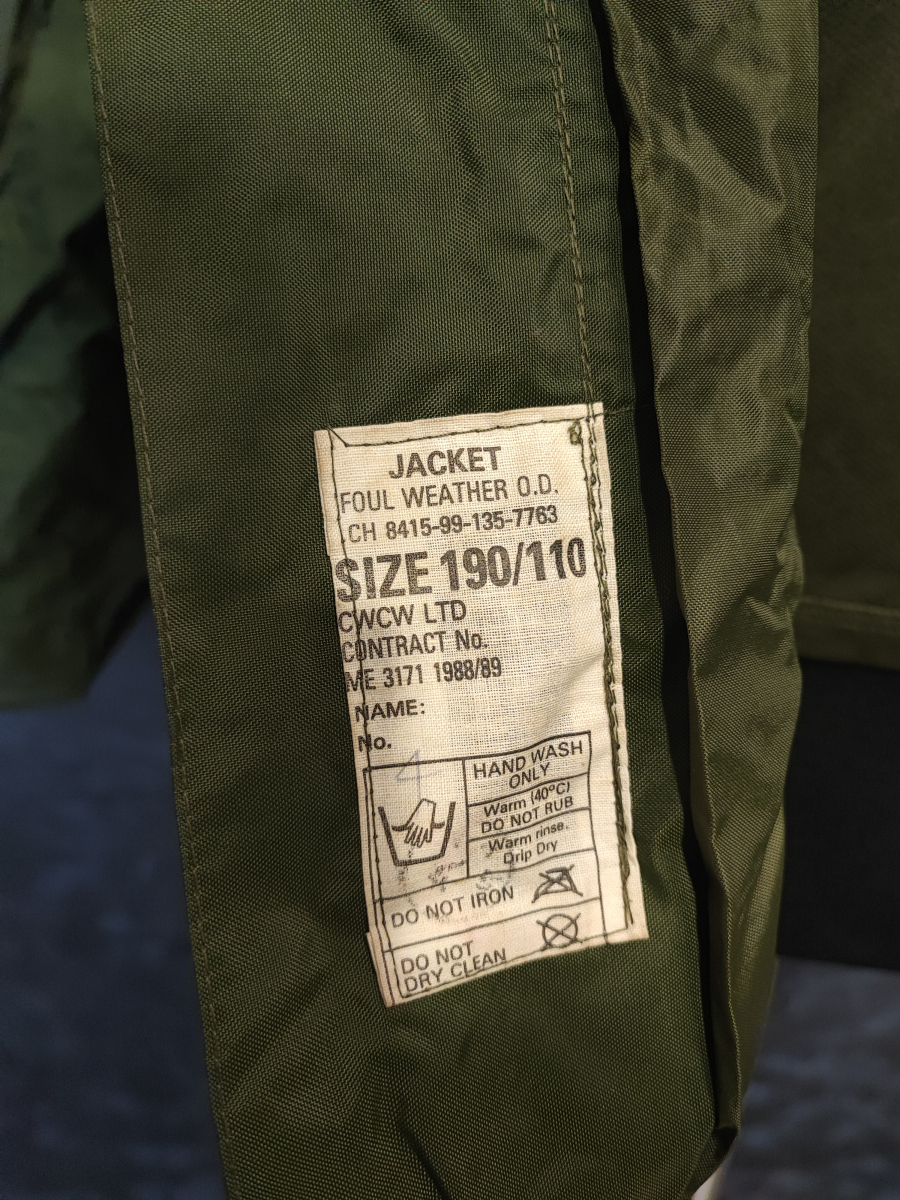 JACKET
FOUL WEATHER O.D.
CH 8415-99-135-7763
SIZE 190/110
CWCW LTD
CONTRACT No.
ME 3171 1988/89
NAME:
No.
4
HAND WASH
ONLY
Warm (40°C)
DO NOT RUB
Warm rinse.
Drip Dry
DO NOT IRON
DO NOT
DRY CLEAN